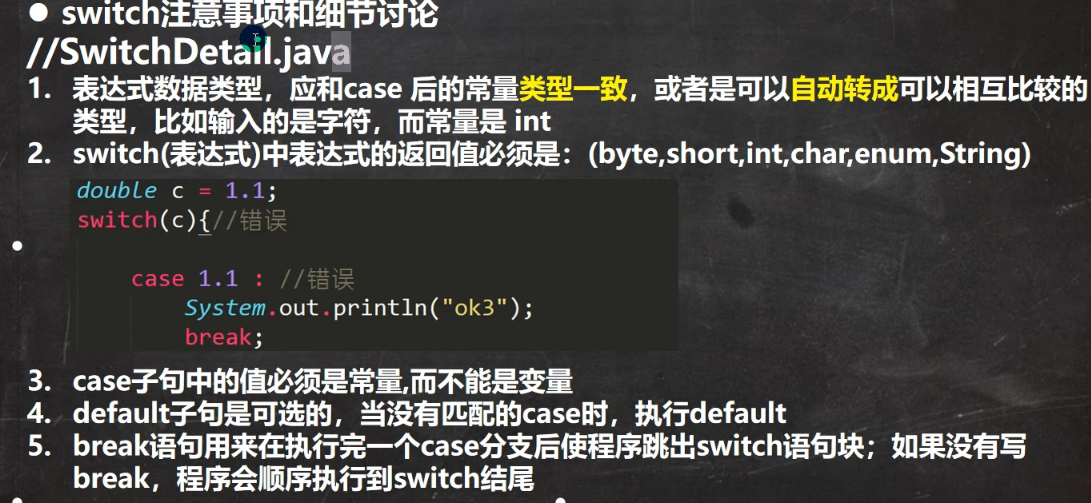 ● switch注意事项和细节讨论
//SwitchDetail.java
1. 表达式数据类型，应和case 后的常量类型一致，或者是可以自动转成可以相互比较的
类型，比如输入的是字符，而常量是 int
2. switch(表达式)中表达式的返回值必须是：(byte,short,int,char,enum,String)
double c = 1.1;
switch(c){//错误
case 1.1 : //错误
System.out.println("ok3");
break;
3. case子句中的值必须是常量,而不能是变量
4. default子句是可选的，当没有匹配的case时，执行default
5. break语句用来在执行完一个case分支后使程序跳出switch语句块；如果没有写
break，程序会顺序执行到switch结尾